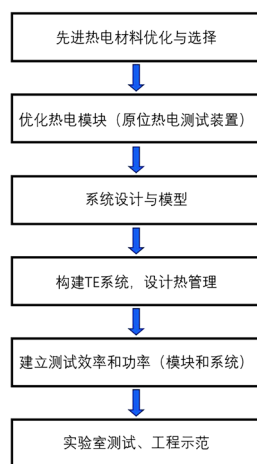 先进热电材料优化与选择
优化热电模块（原位热电测试装置）
系统设计与模型
构建TE系统，设计热管理
建立测试效率和功率（模块和系统）
实验室测试、工程示范